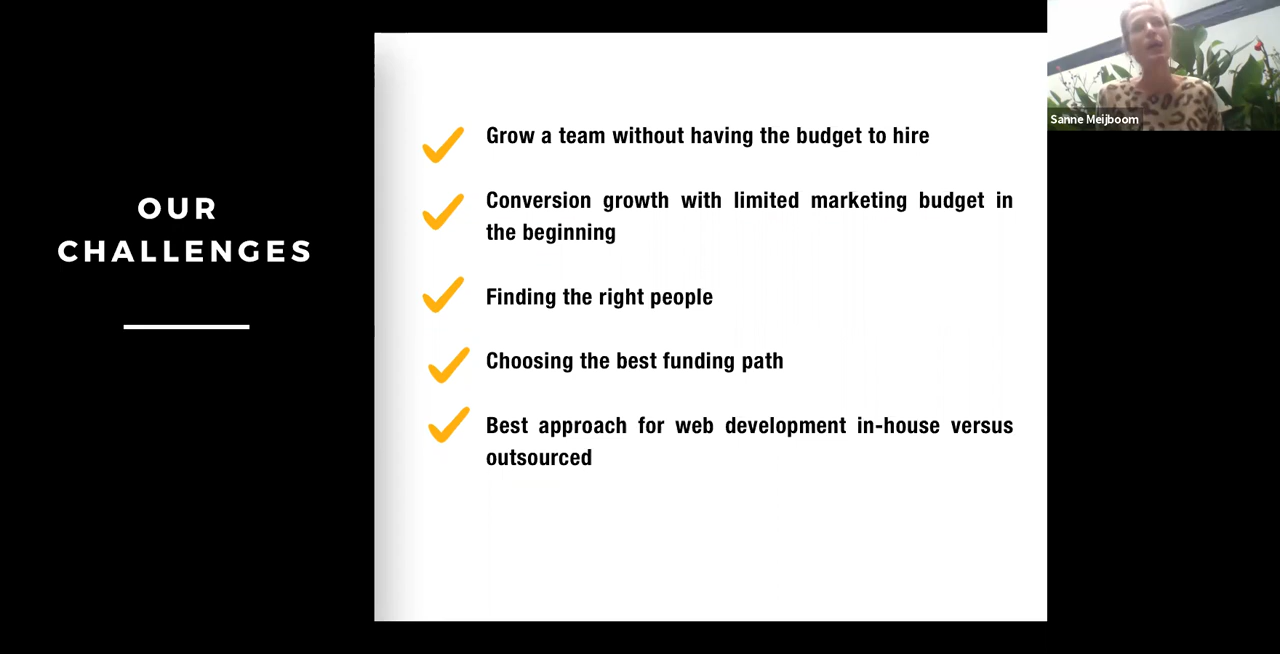 OUR
CHALLENGES
Grow a team without having the budget to hire
Conversion growth with limited marketing budget in
the beginning
Finding the right people
Choosing the best funding path
Best approach for web development in-house versus
outsourced
Sanne Meijboom